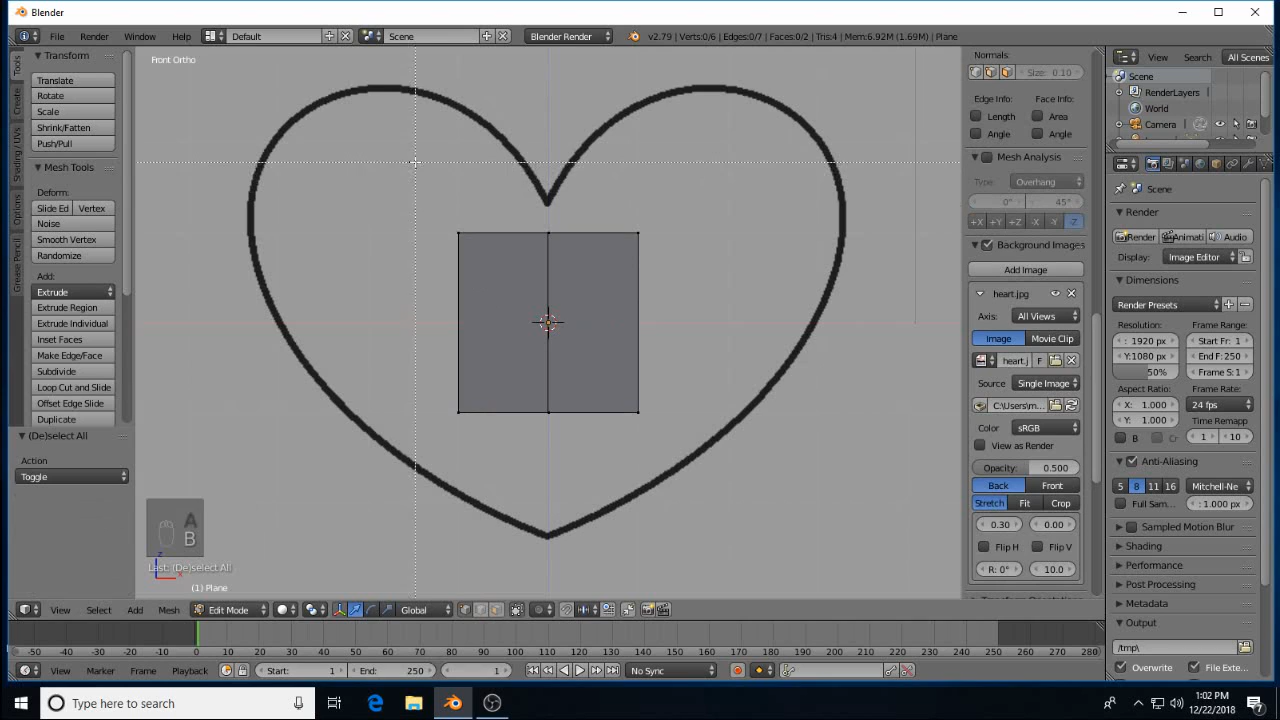 Blender
File Render Window Help Default Scene Blender Render v2.79 | Verts:0/6 | Edges:0/7 | Faces:0/2 | Tris:4 | Mem:6.92M (1.69M) | Plane
Tools
Create
Shading / UVs
Options
Grease Pencil
Transform
Translate
Rotate
Scale
Shrink/Fatten
Push/Pull
Mesh Tools
Deform:
Slide Ed Vertex
Noise
Smooth Vertex
Randomize
Add:
Extrude
Extrude Region
Extrude Individual
Inset Faces
Make Edge/Face
Subdivide
Loop Cut and Slide
Offset Edge Slide
Duplicate
(De)select All
Action
Toggle
Front Ortho
A
B
Last: (De)select All
z
x
(1) Plane
Normals:
Size: 0.10
Edge Info: Face Info:
Length Area
Angle Angle
Mesh Analysis
Type: Overhang
0° 45°
+X +Y +Z -X -Y -Z
Background Images
Add Image
heart.jpg
Axis: All Views
Image Movie Clip
heart.j F
Source Single Image
C:\Users\m...
Color sRGB
View as Render
Opacity: 0.500
Back Front
Stretch Fit Crop
0.30 0.00
Flip H Flip V
R: 0° 10.0
View Search All Scenes
Scene
RenderLayers
World
Camera
Scene
Render
Render Animati Audio
Display: Image Editor
Dimensions
Render Presets
Resolution: Frame Range:
: 1920 px Start Fr: 1
Y:1080 px End F: 250
50% Frame S:1
Aspect Ratio: Frame Rate:
X: 1.000 24 fps
Y: 1.000 Time Remapp
B 1 10
Anti-Aliasing
5 8 11 16 Mitchell-Ne
Full Sam... : 1.000 px
Sampled Motion Blur
Shading
Performance
Post Processing
Metadata
Output
/tmp\
Overwrite File Exte...
View Select Add Mesh Edit Mode Global
-50 -40 -30 -20 -10 0 10 20 30 40 50 60 70 80 90 100 110 120 130 140 150 160 170 180 190 200 210 220 230 240 250 260 270 280
View Marker Frame Playback Start: 1 End: 250 1 No Sync
Type here to search
1:02 PM
12/22/2018
7